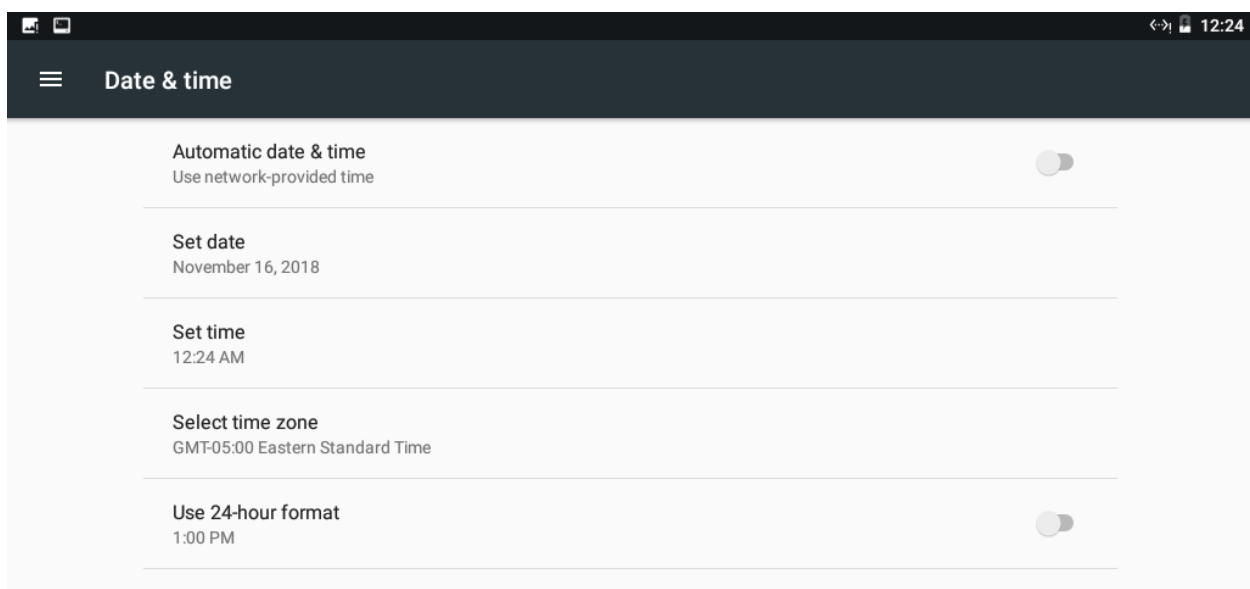 12:24
Date & time
Automatic date & time
Use network-provided time
Set date
November 16, 2018
Set time
12:24 AM
Select time zone
GMT-05:00 Eastern Standard Time
Use 24-hour format
1:00 PM